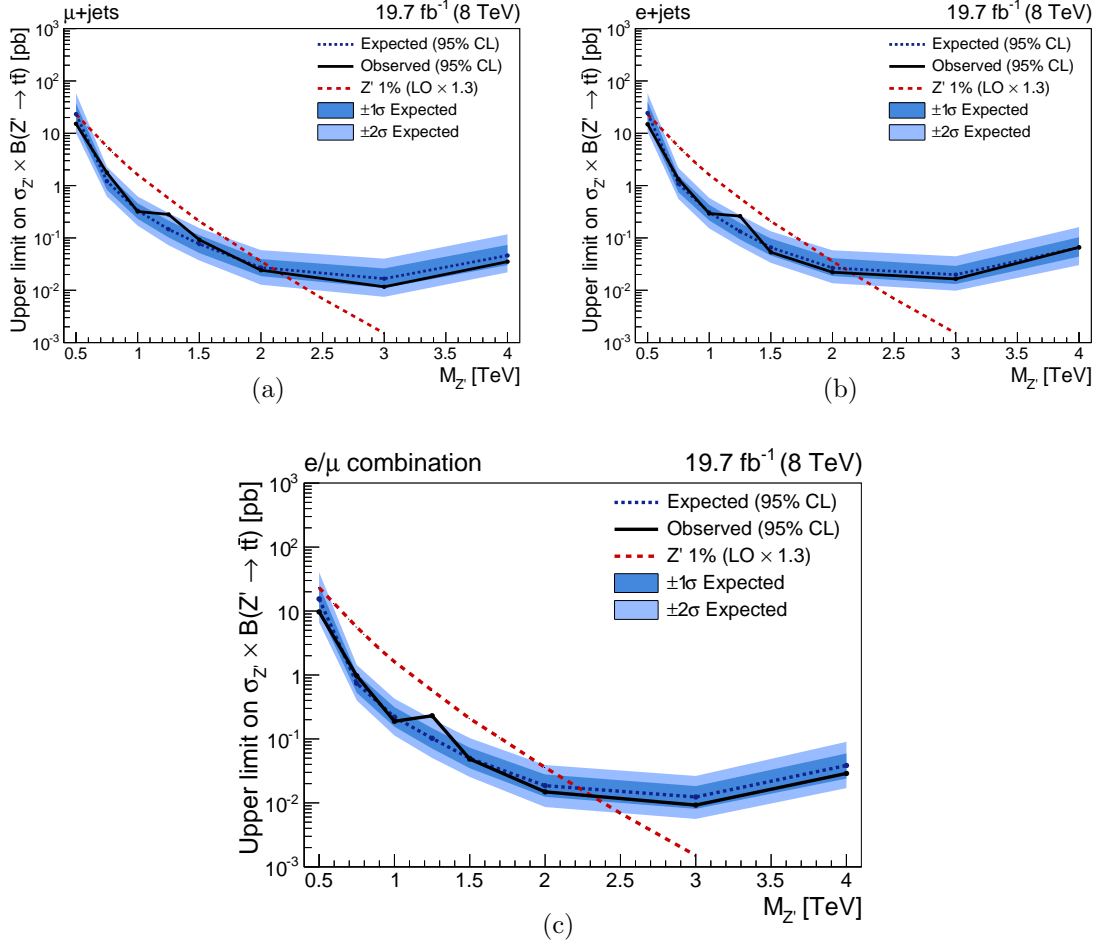 μ+jets
19.7 fb⁻¹ (8 TeV)
Upper limit on σ_Z' × B(Z' → tt̄) [pb]
Expected (95% CL)
Observed (95% CL)
Z' 1% (LO × 1.3)
±1σ Expected
±2σ Expected
10³
10²
10
1
10⁻¹
10⁻²
10⁻³
0.5 1 1.5 2 2.5 3 3.5 4
M_Z' [TeV]
(a)
e+jets
19.7 fb⁻¹ (8 TeV)
Upper limit on σ_Z' × B(Z' → tt̄) [pb]
Expected (95% CL)
Observed (95% CL)
Z' 1% (LO × 1.3)
±1σ Expected
±2σ Expected
10³
10²
10
1
10⁻¹
10⁻²
10⁻³
0.5 1 1.5 2 2.5 3 3.5 4
M_Z' [TeV]
(b)
e/μ combination
19.7 fb⁻¹ (8 TeV)
Upper limit on σ_Z' × B(Z' → tt̄) [pb]
Expected (95% CL)
Observed (95% CL)
Z' 1% (LO × 1.3)
±1σ Expected
±2σ Expected
10³
10²
10
1
10⁻¹
10⁻²
10⁻³
0.5 1 1.5 2 2.5 3 3.5 4
M_Z' [TeV]
(c)